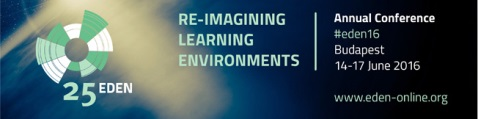 25 EDEN
RE-IMAGINING
LEARNING
ENVIRONMENTS
Annual Conference
#eden16
Budapest
14-17 June 2016
www.eden-online.org